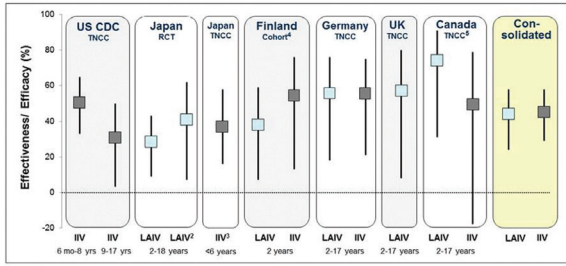 US CDC
TNCC
Japan
RCT
Japan
TNCC
Finland
Cohort⁴
Germany
TNCC
UK
TNCC
Canada
TNCC⁵
Con-
solidated
Effectiveness/ Efficacy (%)
100
80
60
40
20
0
-20
IIV
IIV
LAIV
LAIV²
IIV³
LAIV
IIV
LAIV
IIV
LAIV
LAIV
IIV
LAIV
IIV
6 mo-8 yrs
9-17 yrs
2-18 years
<6 years
2 years
2-17 years
2-17 years
2-17 years